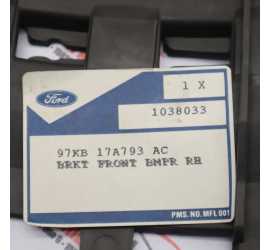 1 X
Ford
1038033
97KB 17A793 AC
BRKT FRONT BMPR RH
PMS. NO. MFL 001